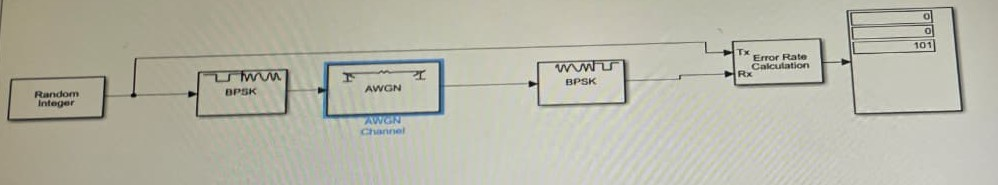 Random
Integer
BPSK
AWGN
AWGN
Channel
BPSK
Tx
Rx
Error Rate
Calculation
0
0
101